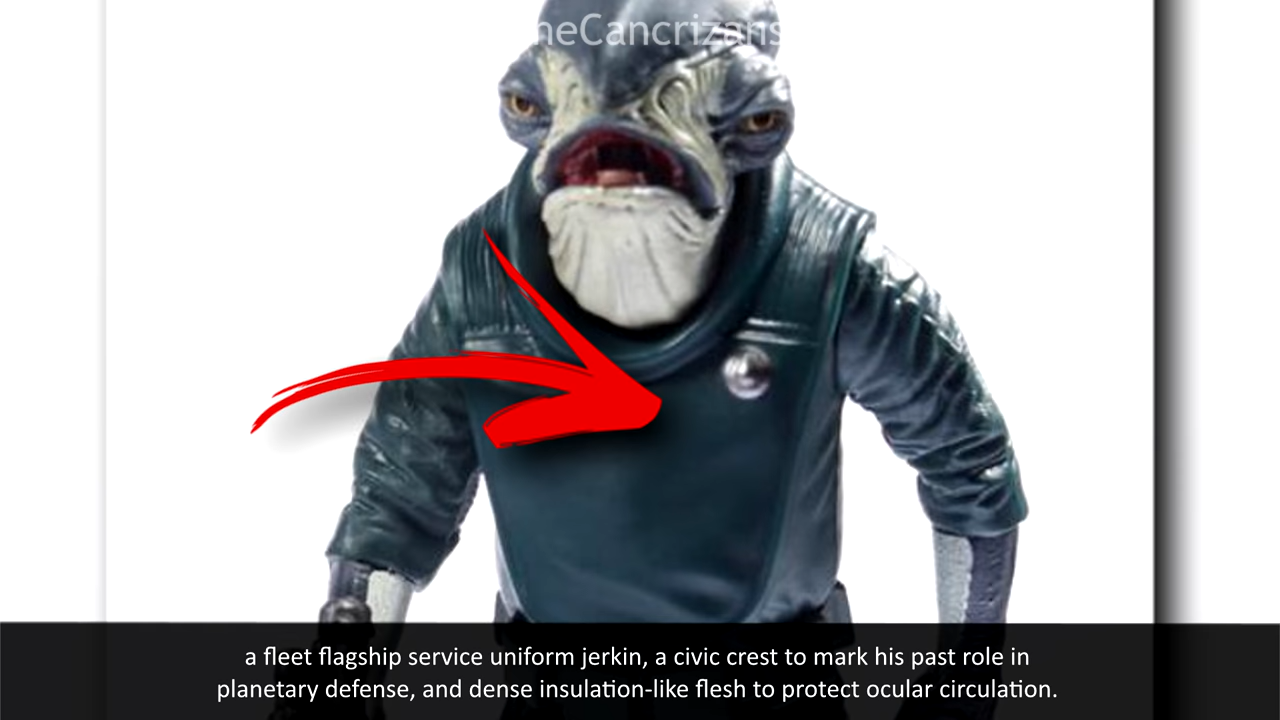 heCancrizans
a fleet flagship service uniform jerkin, a civic crest to mark his past role in
planetary defense, and dense insulation-like flesh to protect ocular circulation.